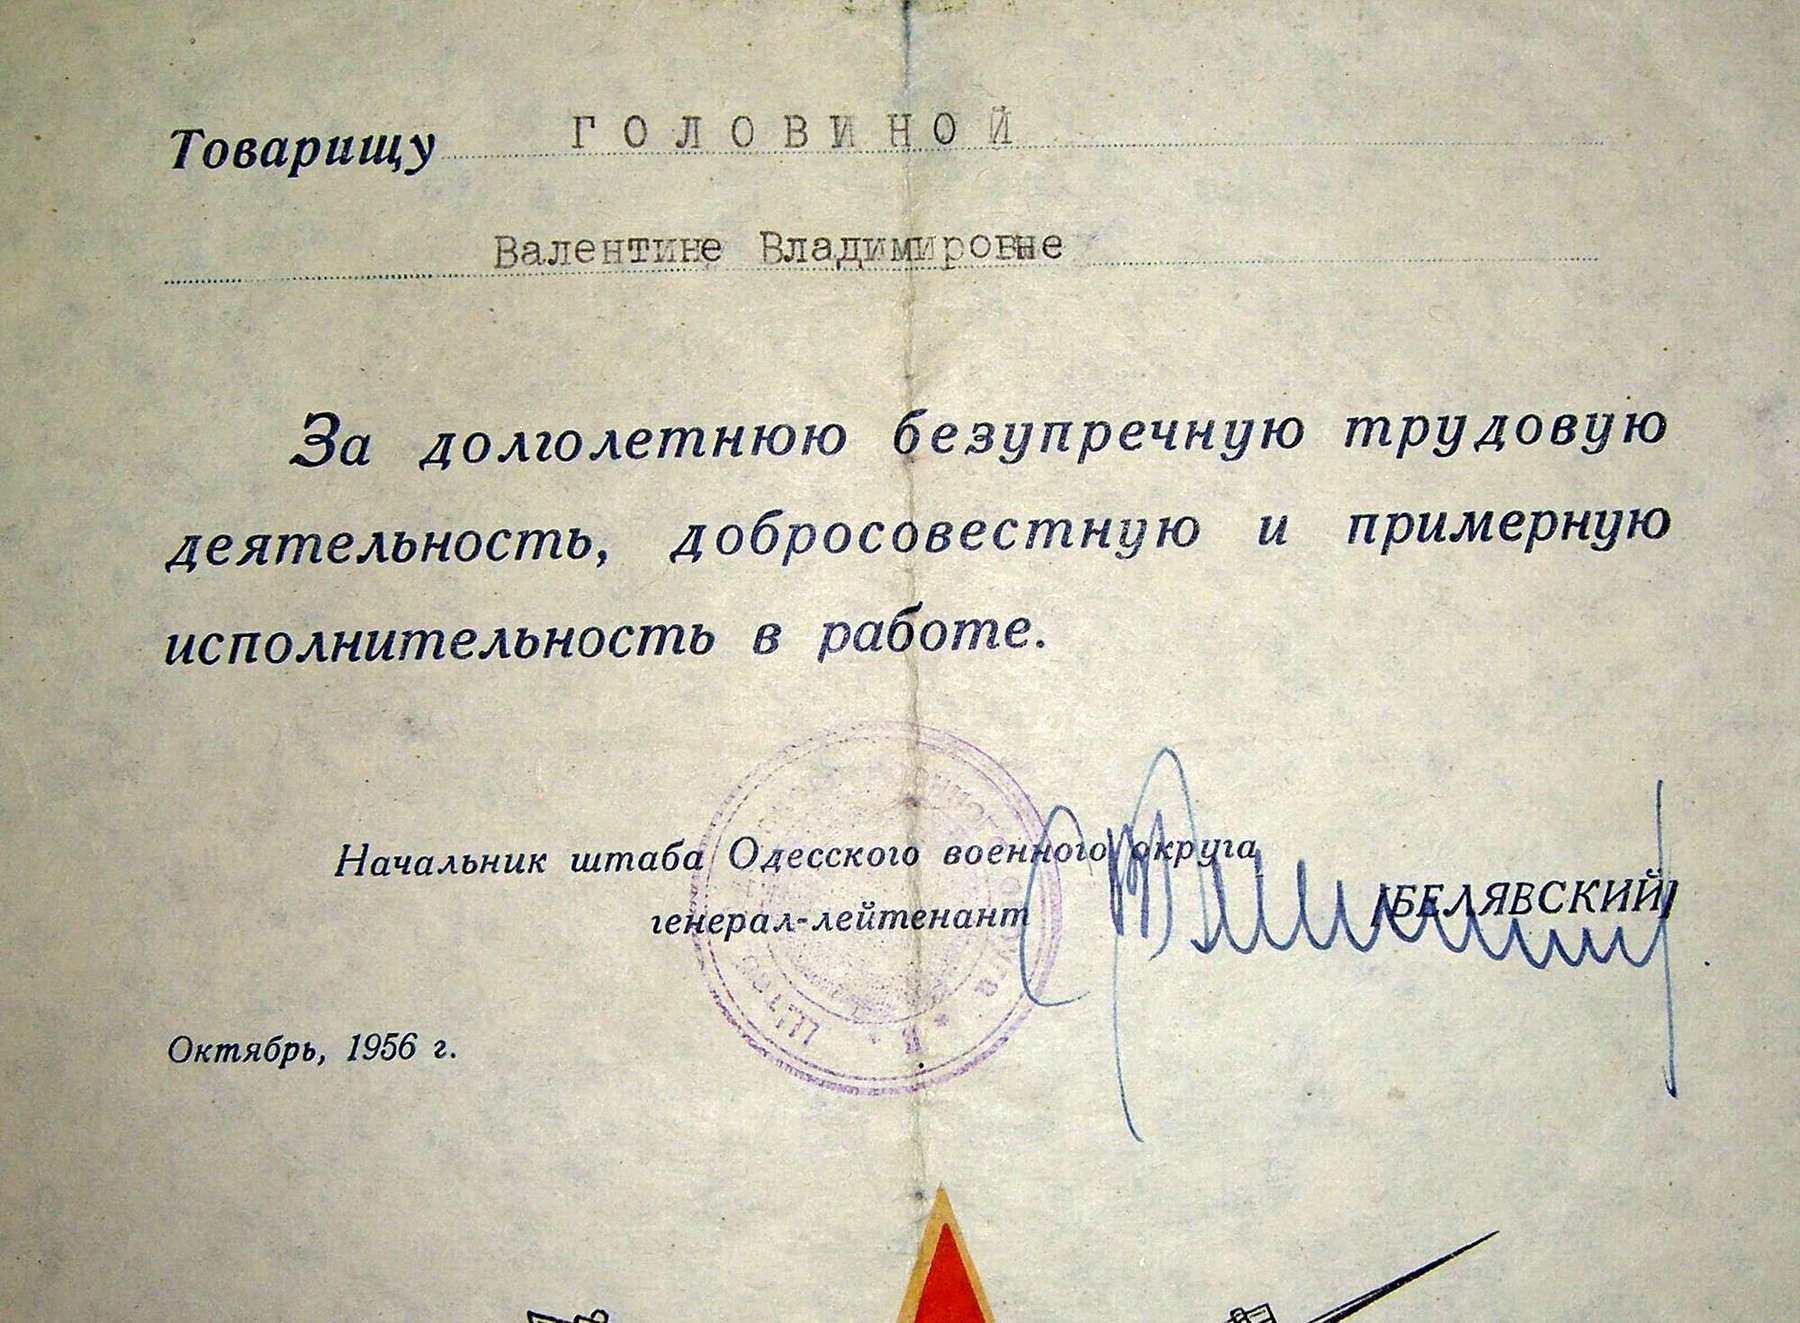 Товарищу ГОЛОВИНОЙ
Валентине Владимировне
За долголетнюю безупречную трудовую
деятельность, добросовестную и примерную
исполнительность в работе.
Начальник штаба Одесского военного округа
генерал-лейтенант /БЕЛЯВСКИЙ/
Октябрь, 1956 г.